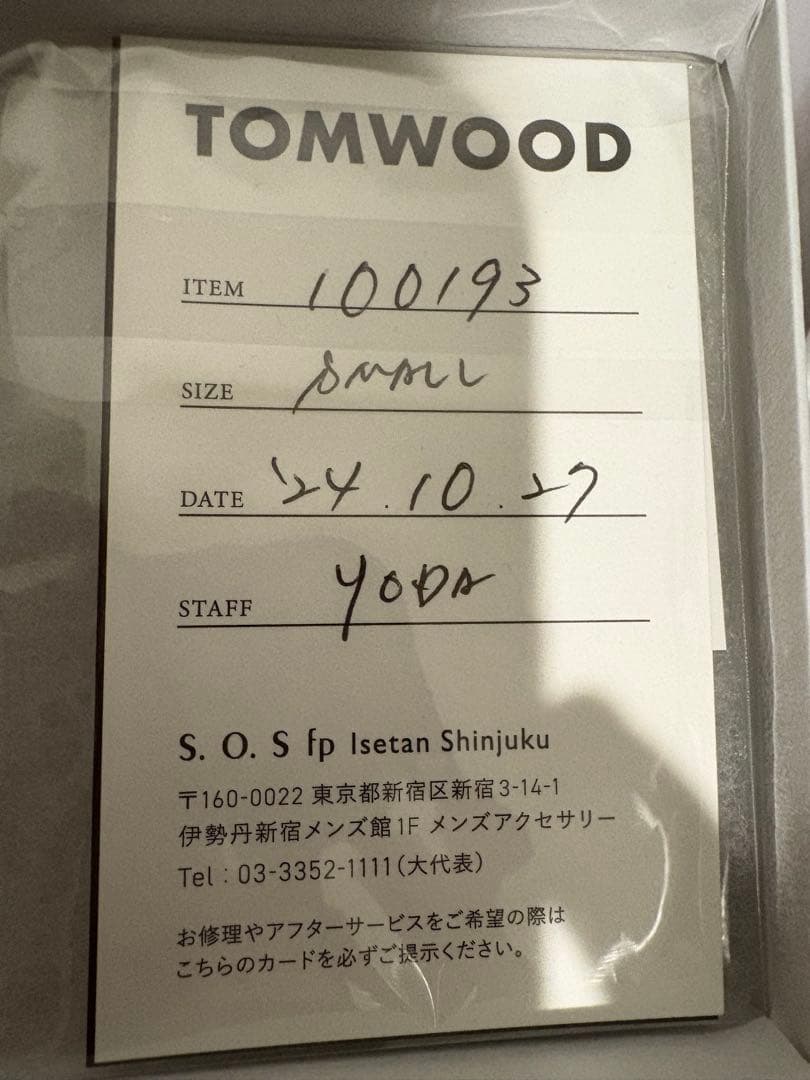 TOMWOOD
ITEM 100193
SIZE SMALL
DATE '24.10.27
STAFF YODA
S. O. S fp Isetan Shinjuku
〒160-0022 東京都新宿区新宿3-14-1
伊勢丹新宿メンズ館1F メンズアクセサリー
Tel : 03-3352-1111(大代表)
お修理やアフターサービスをご希望の際は
こちらのカードを必ずご提示ください。